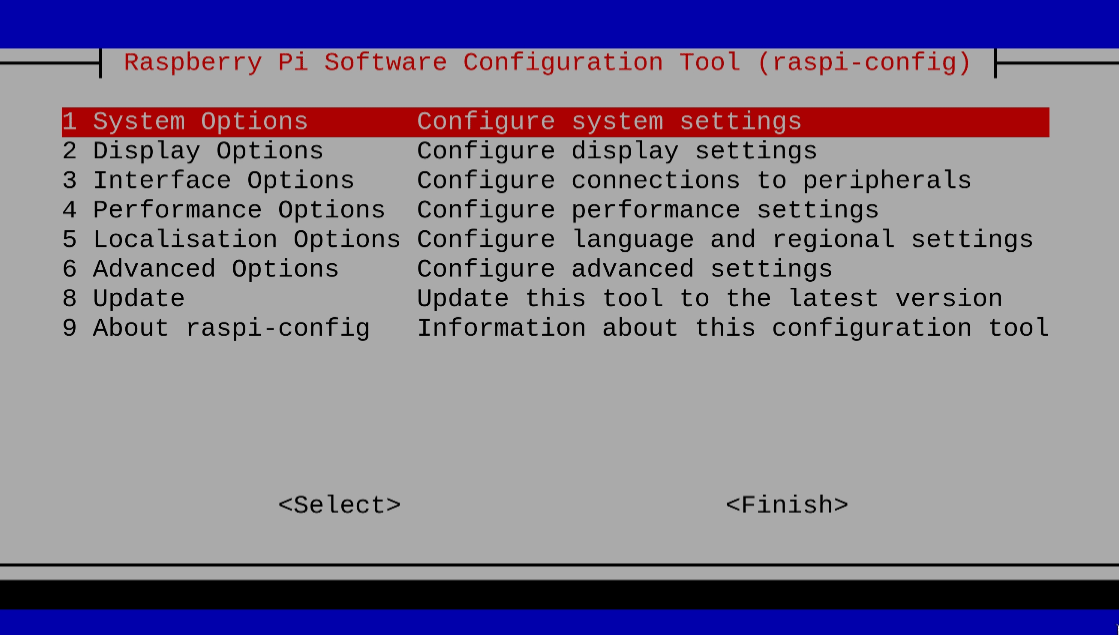 Raspberry Pi Software Configuration Tool (raspi-config)
1 System Options Configure system settings
2 Display Options Configure display settings
3 Interface Options Configure connections to peripherals
4 Performance Options Configure performance settings
5 Localisation Options Configure language and regional settings
6 Advanced Options Configure advanced settings
8 Update Update this tool to the latest version
9 About raspi-config Information about this configuration tool
<Select> <Finish>